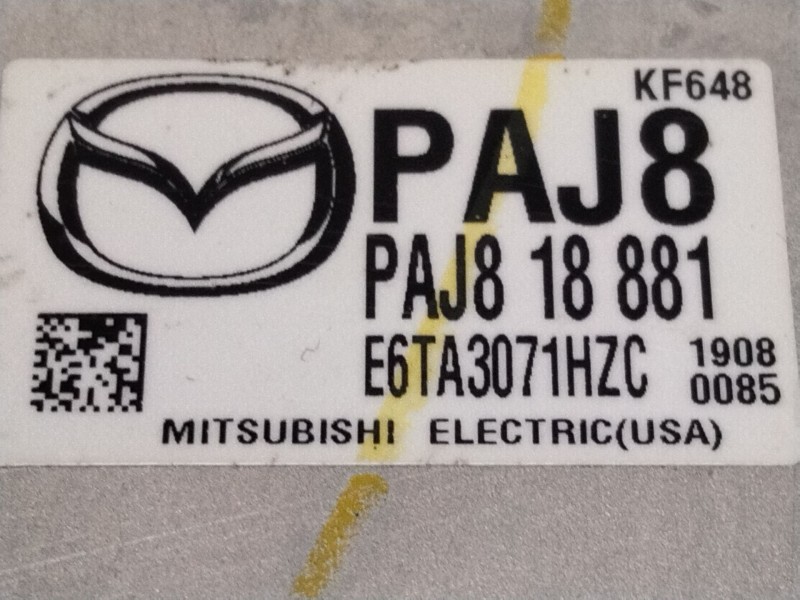 KF648
PAJ8
PAJ8 18 881
E6TA3071HZC 1908
0085
MITSUBISHI ELECTRIC(USA)